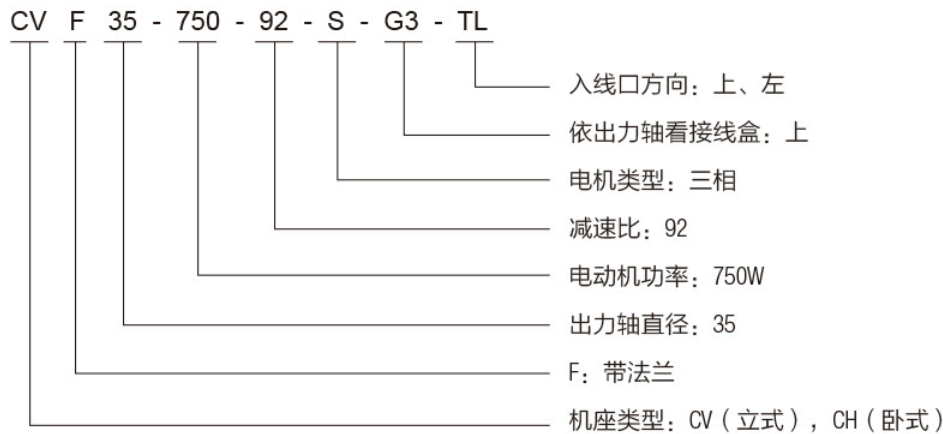 CV F 35 - 750 - 92 - S - G3 - TL
入线口方向：上、左
依出力轴看接线盒：上
电机类型：三相
减速比：92
电动机功率：750W
出力轴直径：35
F：带法兰
机座类型：CV（立式），CH（卧式）